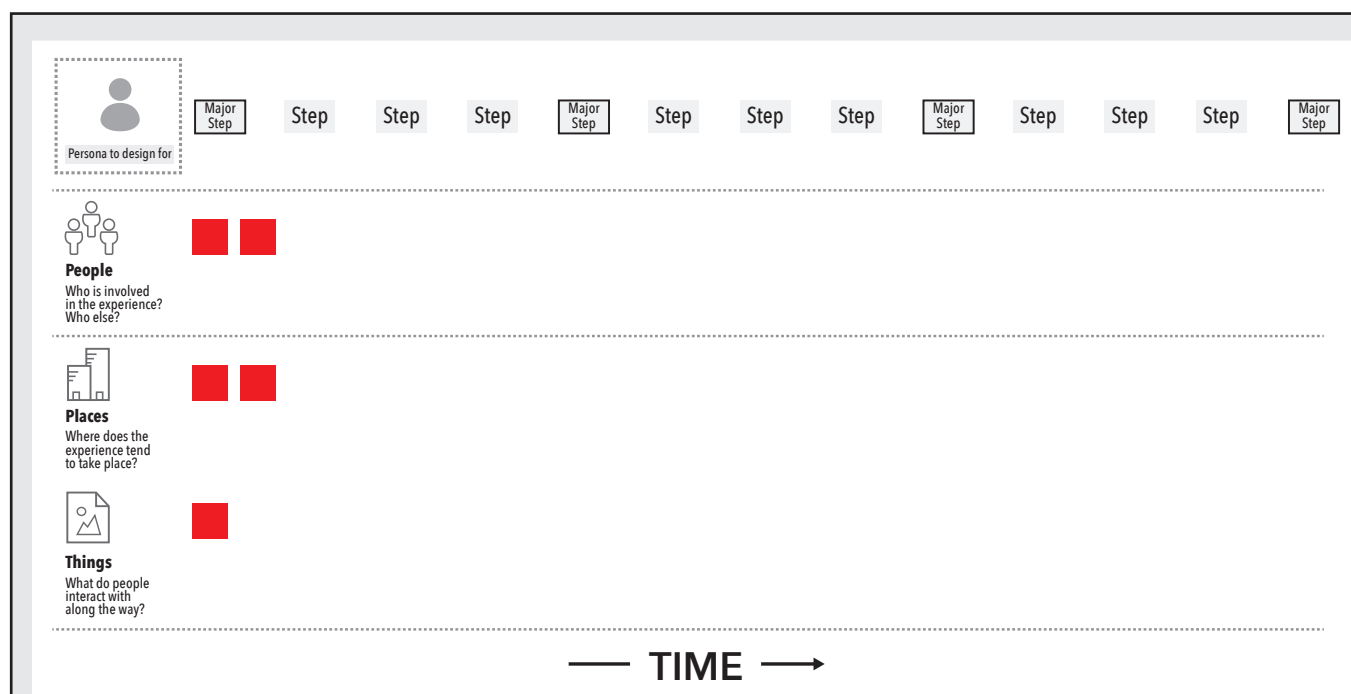 Major
Step
Step
Step
Step
Major
Step
Step
Step
Step
Major
Step
Step
Step
Step
Major
Step
Persona to design for
People
Who is involved
in the experience?
Who else?
Places
Where does the
experience tend
to take place?
Things
What do people
interact with
along the way?
TIME